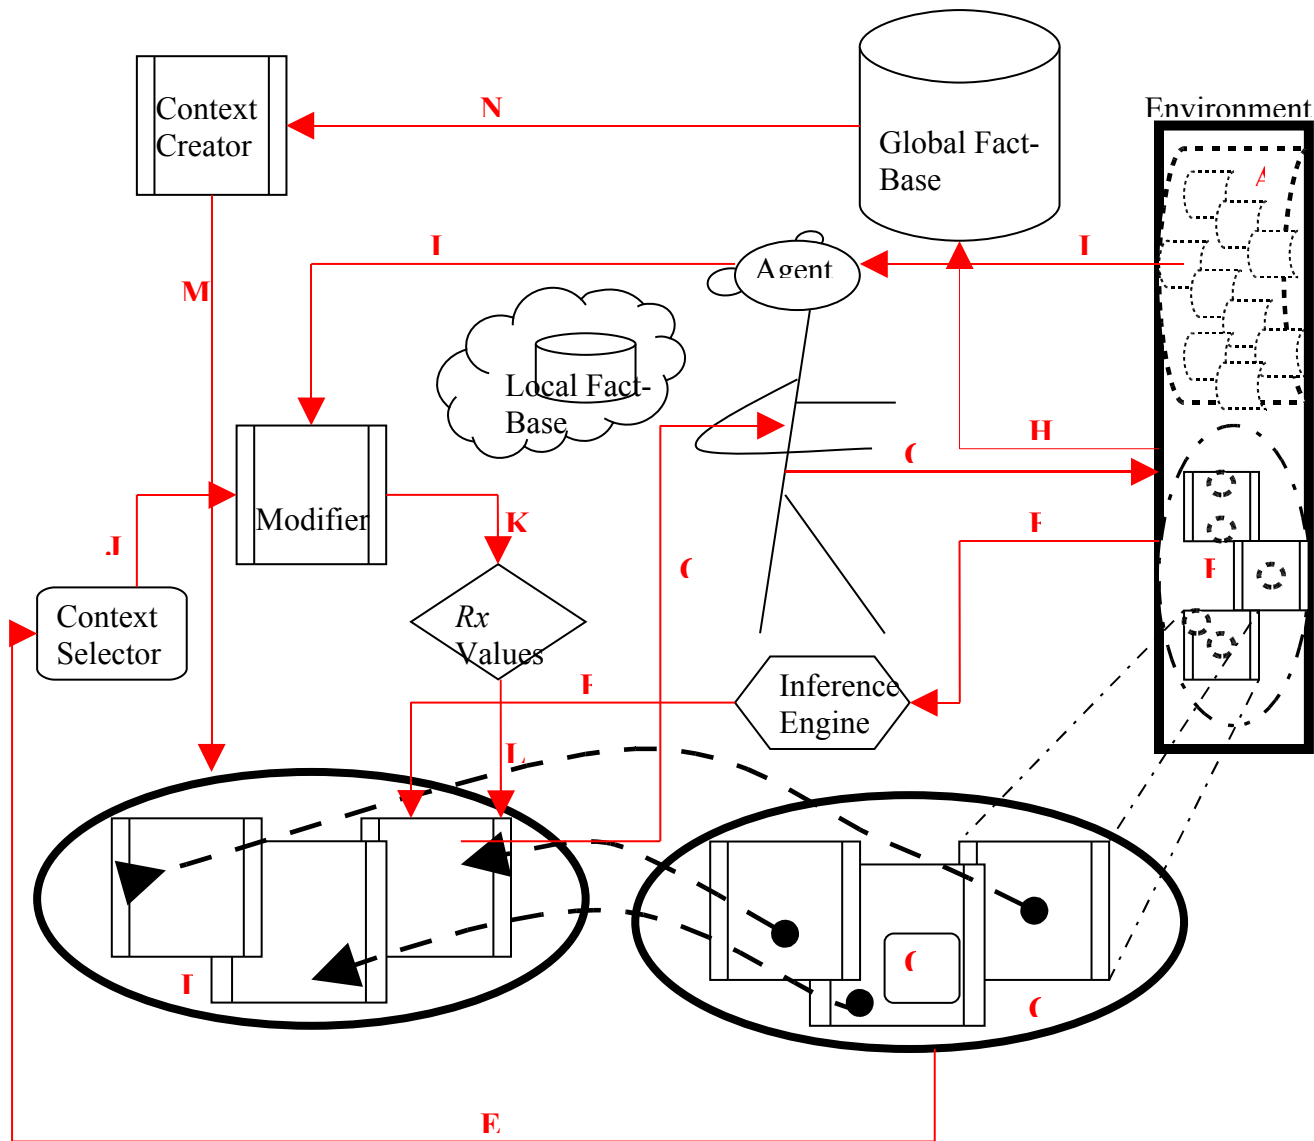 Context
Creator
N
Global Fact-
Base
Environment
Agent
M
Local Fact-
Base
H
Modifier
K
J
Context
Selector
Rx
Values
Inference
Engine
L
E